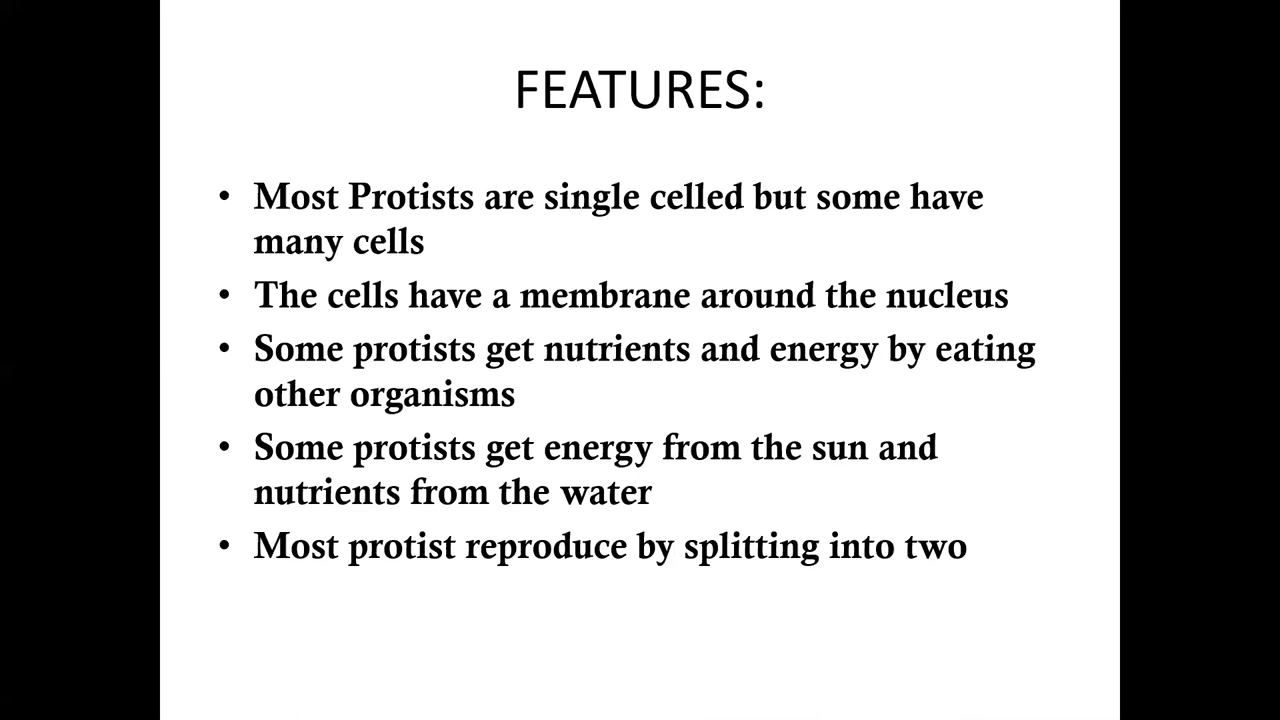 FEATURES:
• Most Protists are single celled but some have
many cells
• The cells have a membrane around the nucleus
• Some protists get nutrients and energy by eating
other organisms
• Some protists get energy from the sun and
nutrients from the water
• Most protist reproduce by splitting into two